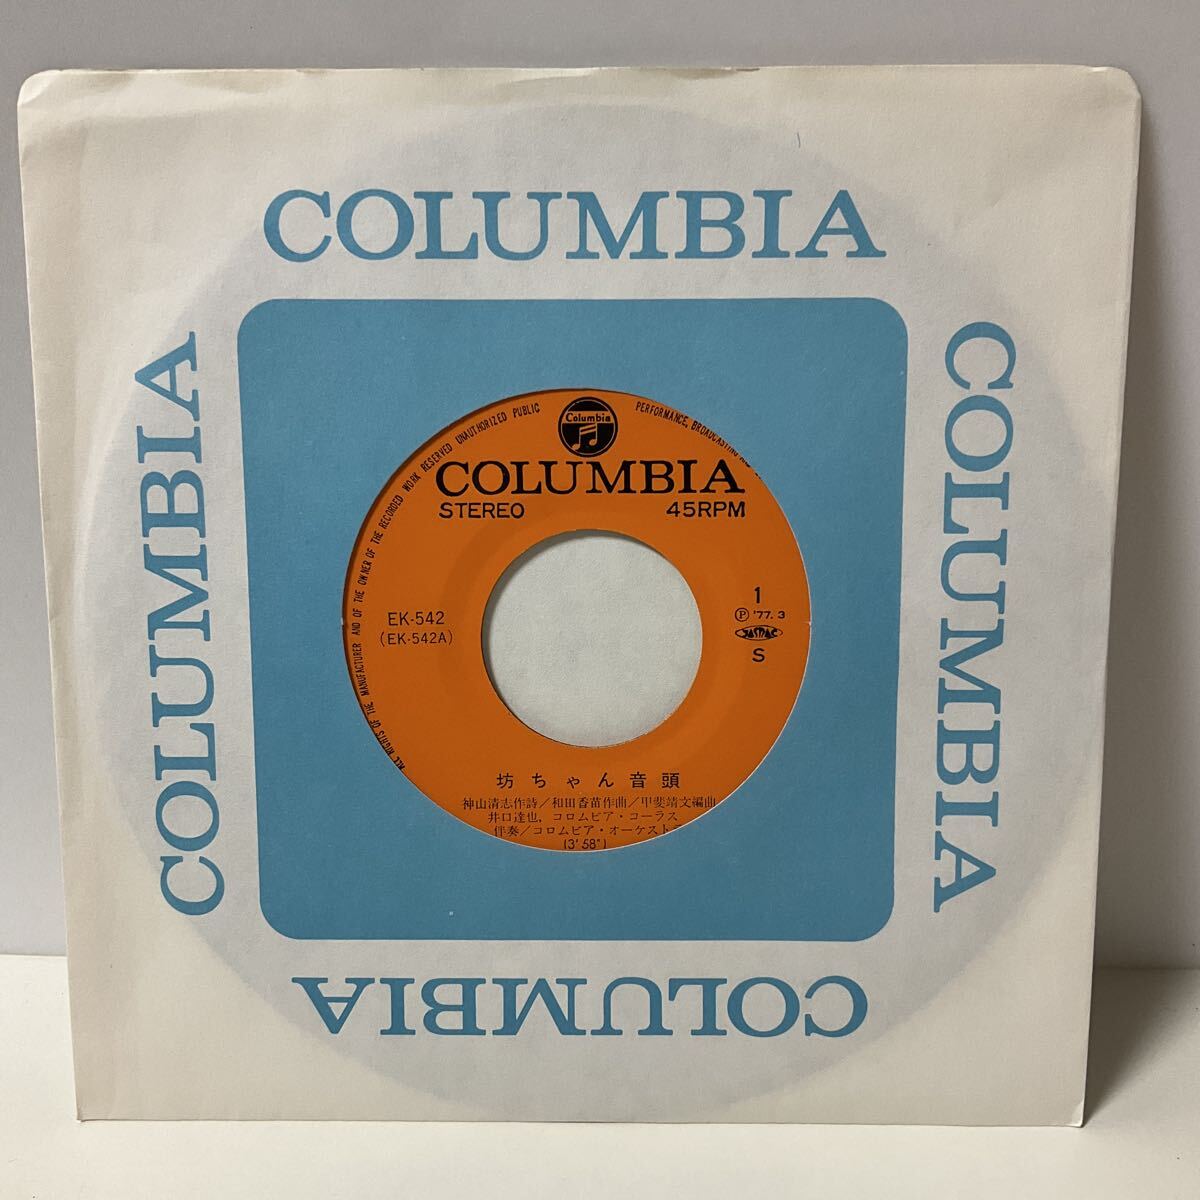 COLUMBIA
COLUMBIA
COLUMBIA
COLUMBIA
ALL RIGHTS OF THE MANUFACTURER AND OF THE OWNER OF THE RECORDED WORK RESERVED UNAUTHORIZED PUBLIC PERFORMANCE, BROADCASTING
Columbia
COLUMBIA
STEREO 45RPM
EK-542
(EK-542A)
1
Ⓟ '77.3
JASRAC
S
坊ちゃん音頭
神山清志作詩/和田香苗作曲/甲斐靖文編曲
井口達也, コロムビア・コーラス
伴奏/コロムビア・オーケストラ
(3'58")